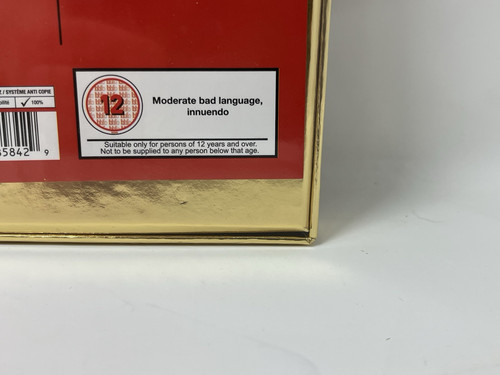 / SYSTÈME ANTI COPIE
100%
12
Moderate bad language,
innuendo
Suitable only for persons of 12 years and over.
Not to be supplied to any person below that age.
5842 9